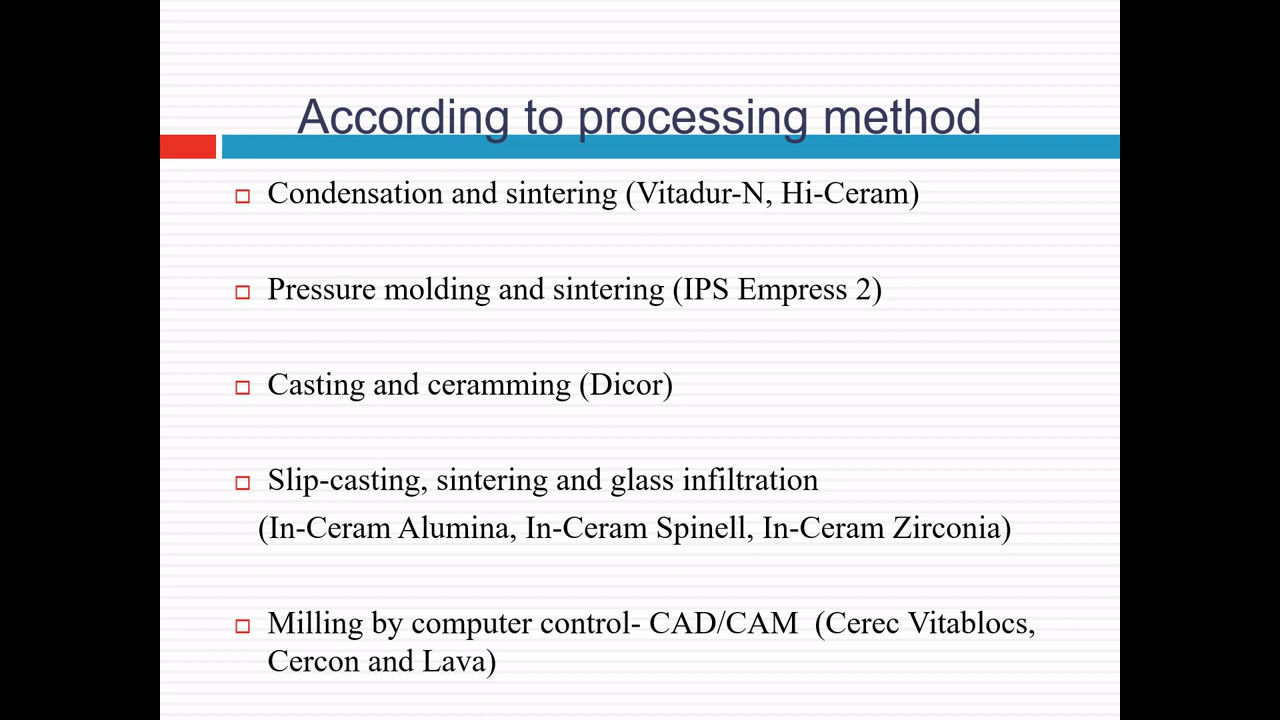 According to processing method
Condensation and sintering (Vitadur-N, Hi-Ceram)
Pressure molding and sintering (IPS Empress 2)
Casting and ceramming (Dicor)
Slip-casting, sintering and glass infiltration
(In-Ceram Alumina, In-Ceram Spinell, In-Ceram Zirconia)
Milling by computer control- CAD/CAM  (Cerec Vitablocs,
Cercon and Lava)